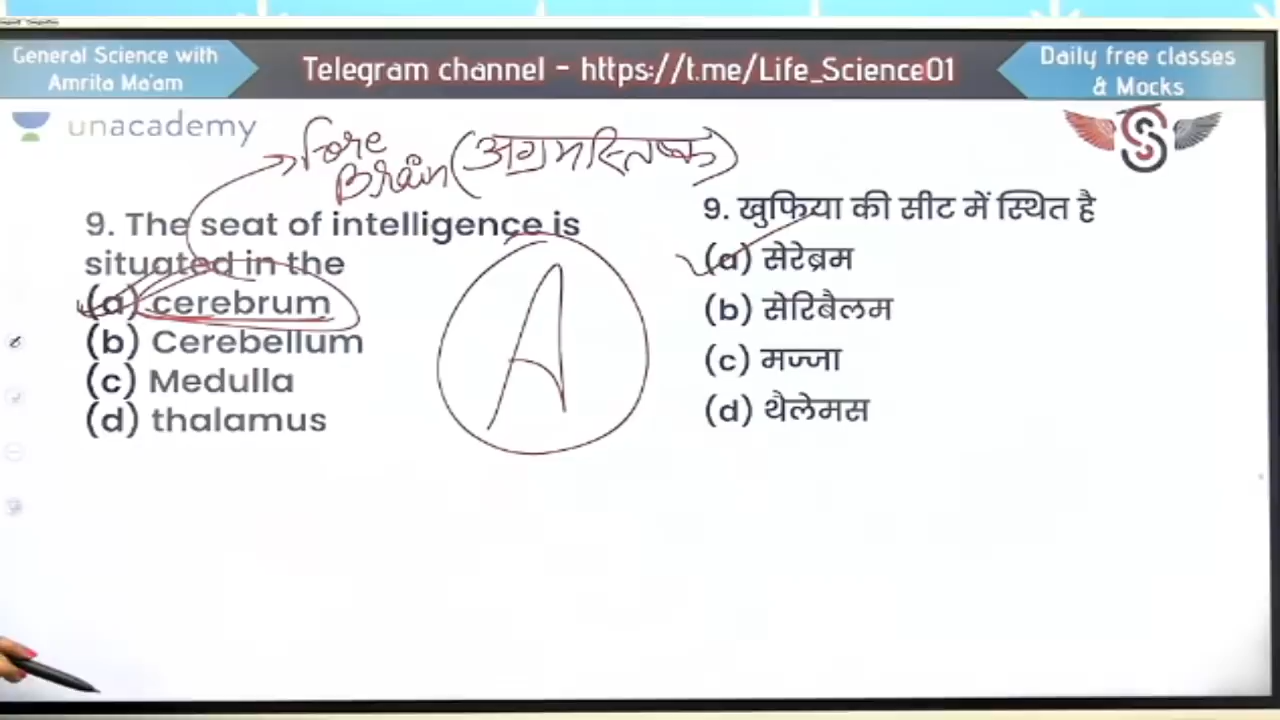 General Science with
Amrita Ma'am
Telegram channel - https://t.me/Life_Science01
Daily free classes
& Mocks
unacademy
Fore
Brain (अग्रमस्तिष्क)
9. The seat of intelligence is
situated in the
(a) cerebrum
(b) Cerebellum
(c) Medulla
(d) thalamus
A
9. खुफिया की सीट में स्थित है
(a) सेरेब्रम
(b) सेरिबैलम
(c) मज्जा
(d) थैलेमस